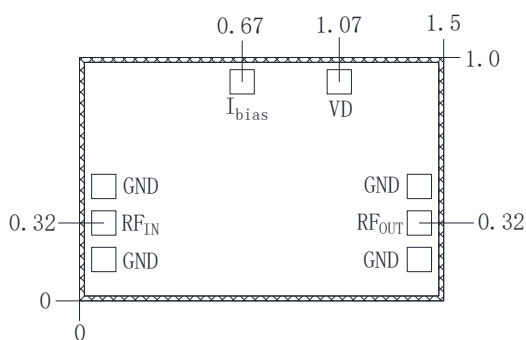 0.67 1.07 1.5
1.0
I_bias VD
GND GND
0.32 RF_IN RF_OUT 0.32
GND GND
0
0